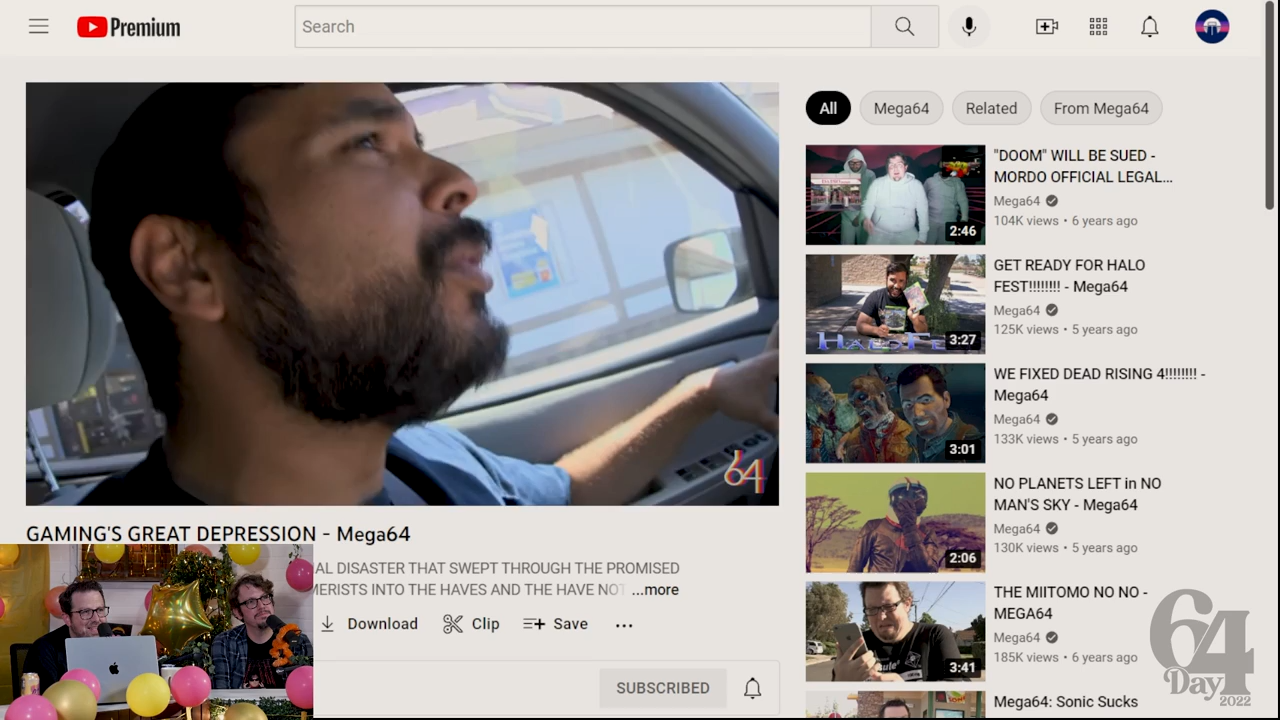 Premium
Search
All
Mega64
Related
From Mega64
"DOOM" WILL BE SUED -
MORDO OFFICIAL LEGAL...
Mega64
104K views • 6 years ago
2:46
GET READY FOR HALO
FEST!!!!!!!! - Mega64
Mega64
125K views • 5 years ago
3:27
WE FIXED DEAD RISING 4!!!!!!!! -
Mega64
Mega64
133K views • 5 years ago
3:01
NO PLANETS LEFT in NO
MAN'S SKY - Mega64
Mega64
130K views • 5 years ago
2:06
THE MIITOMO NO NO -
MEGA64
Mega64
185K views • 6 years ago
3:41
Mega64: Sonic Sucks
64
GAMING'S GREAT DEPRESSION - Mega64
AL DISASTER THAT SWEPT THROUGH THE PROMISED
MERISTS INTO THE HAVES AND THE HAVE NOT ...more
Download
Clip
Save
SUBSCRIBED
64
Day
2022